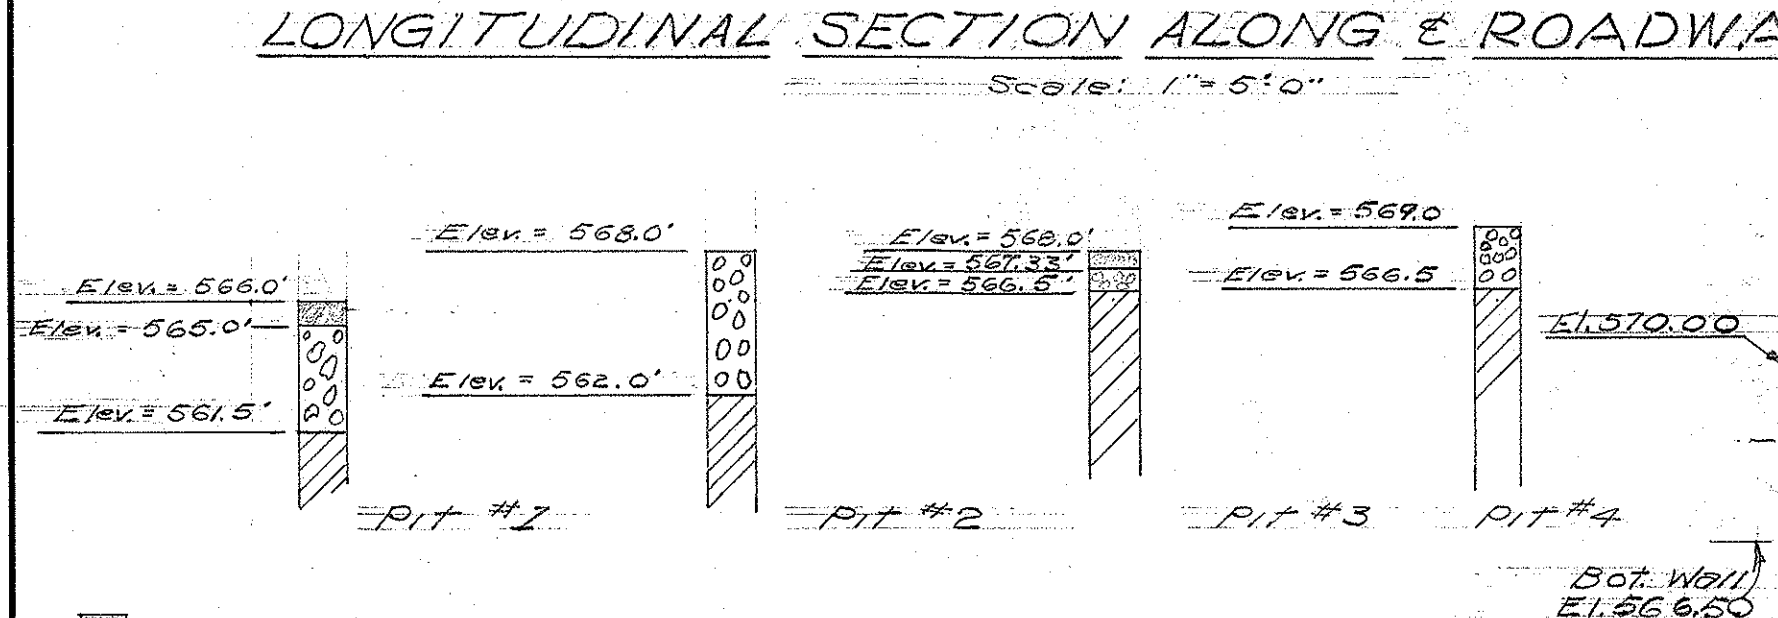 LONGITUDINAL SECTION ALONG ℄ ROADWA
Scale: 1"=5'-0"
Elev. = 566.0'
Elev. = 565.0'
Elev. = 561.5'
Elev. = 568.0'
Elev. = 562.0'
Elev. = 568.0'
Elev. = 567.33'
Elev. = 566.5'
Elev. = 569.0
Elev. = 566.5
El. 570.00
Pit #1
Pit #2
Pit #3
Pit #4
Bot. Wall
El. 566.50